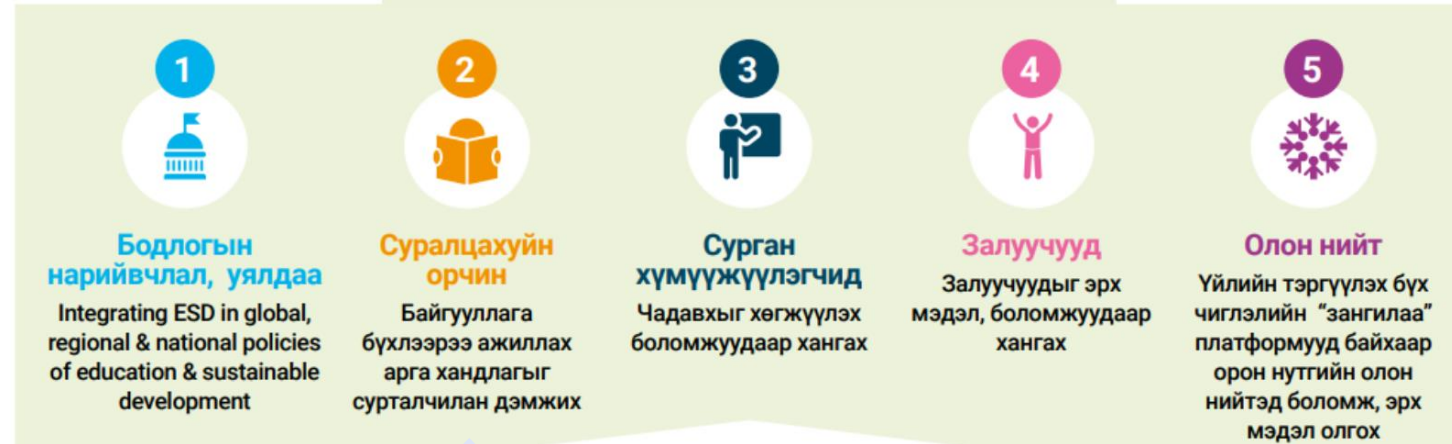 1
Бодлогын
нарийвчлал, уялдаа
Integrating ESD in global,
regional & national policies
of education & sustainable
development
2
Суралцахуйн
орчин
Байгууллага
бүхлээрээ ажиллах
арга хандлагыг
сурталчилан дэмжих
3
Сурган
хүмүүжүүлэгчид
Чадавхыг хөгжүүлэх
боломжуудаар хангах
4
Залуучууд
Залуучуудыг эрх
мэдэл, боломжуудаар
хангах
5
Олон нийт
Үйлийн тэргүүлэх бүх
чиглэлийн “зангилаа”
платформууд байхаар
орон нутгийн олон
нийтэд боломж, эрх
мэдэл олгох